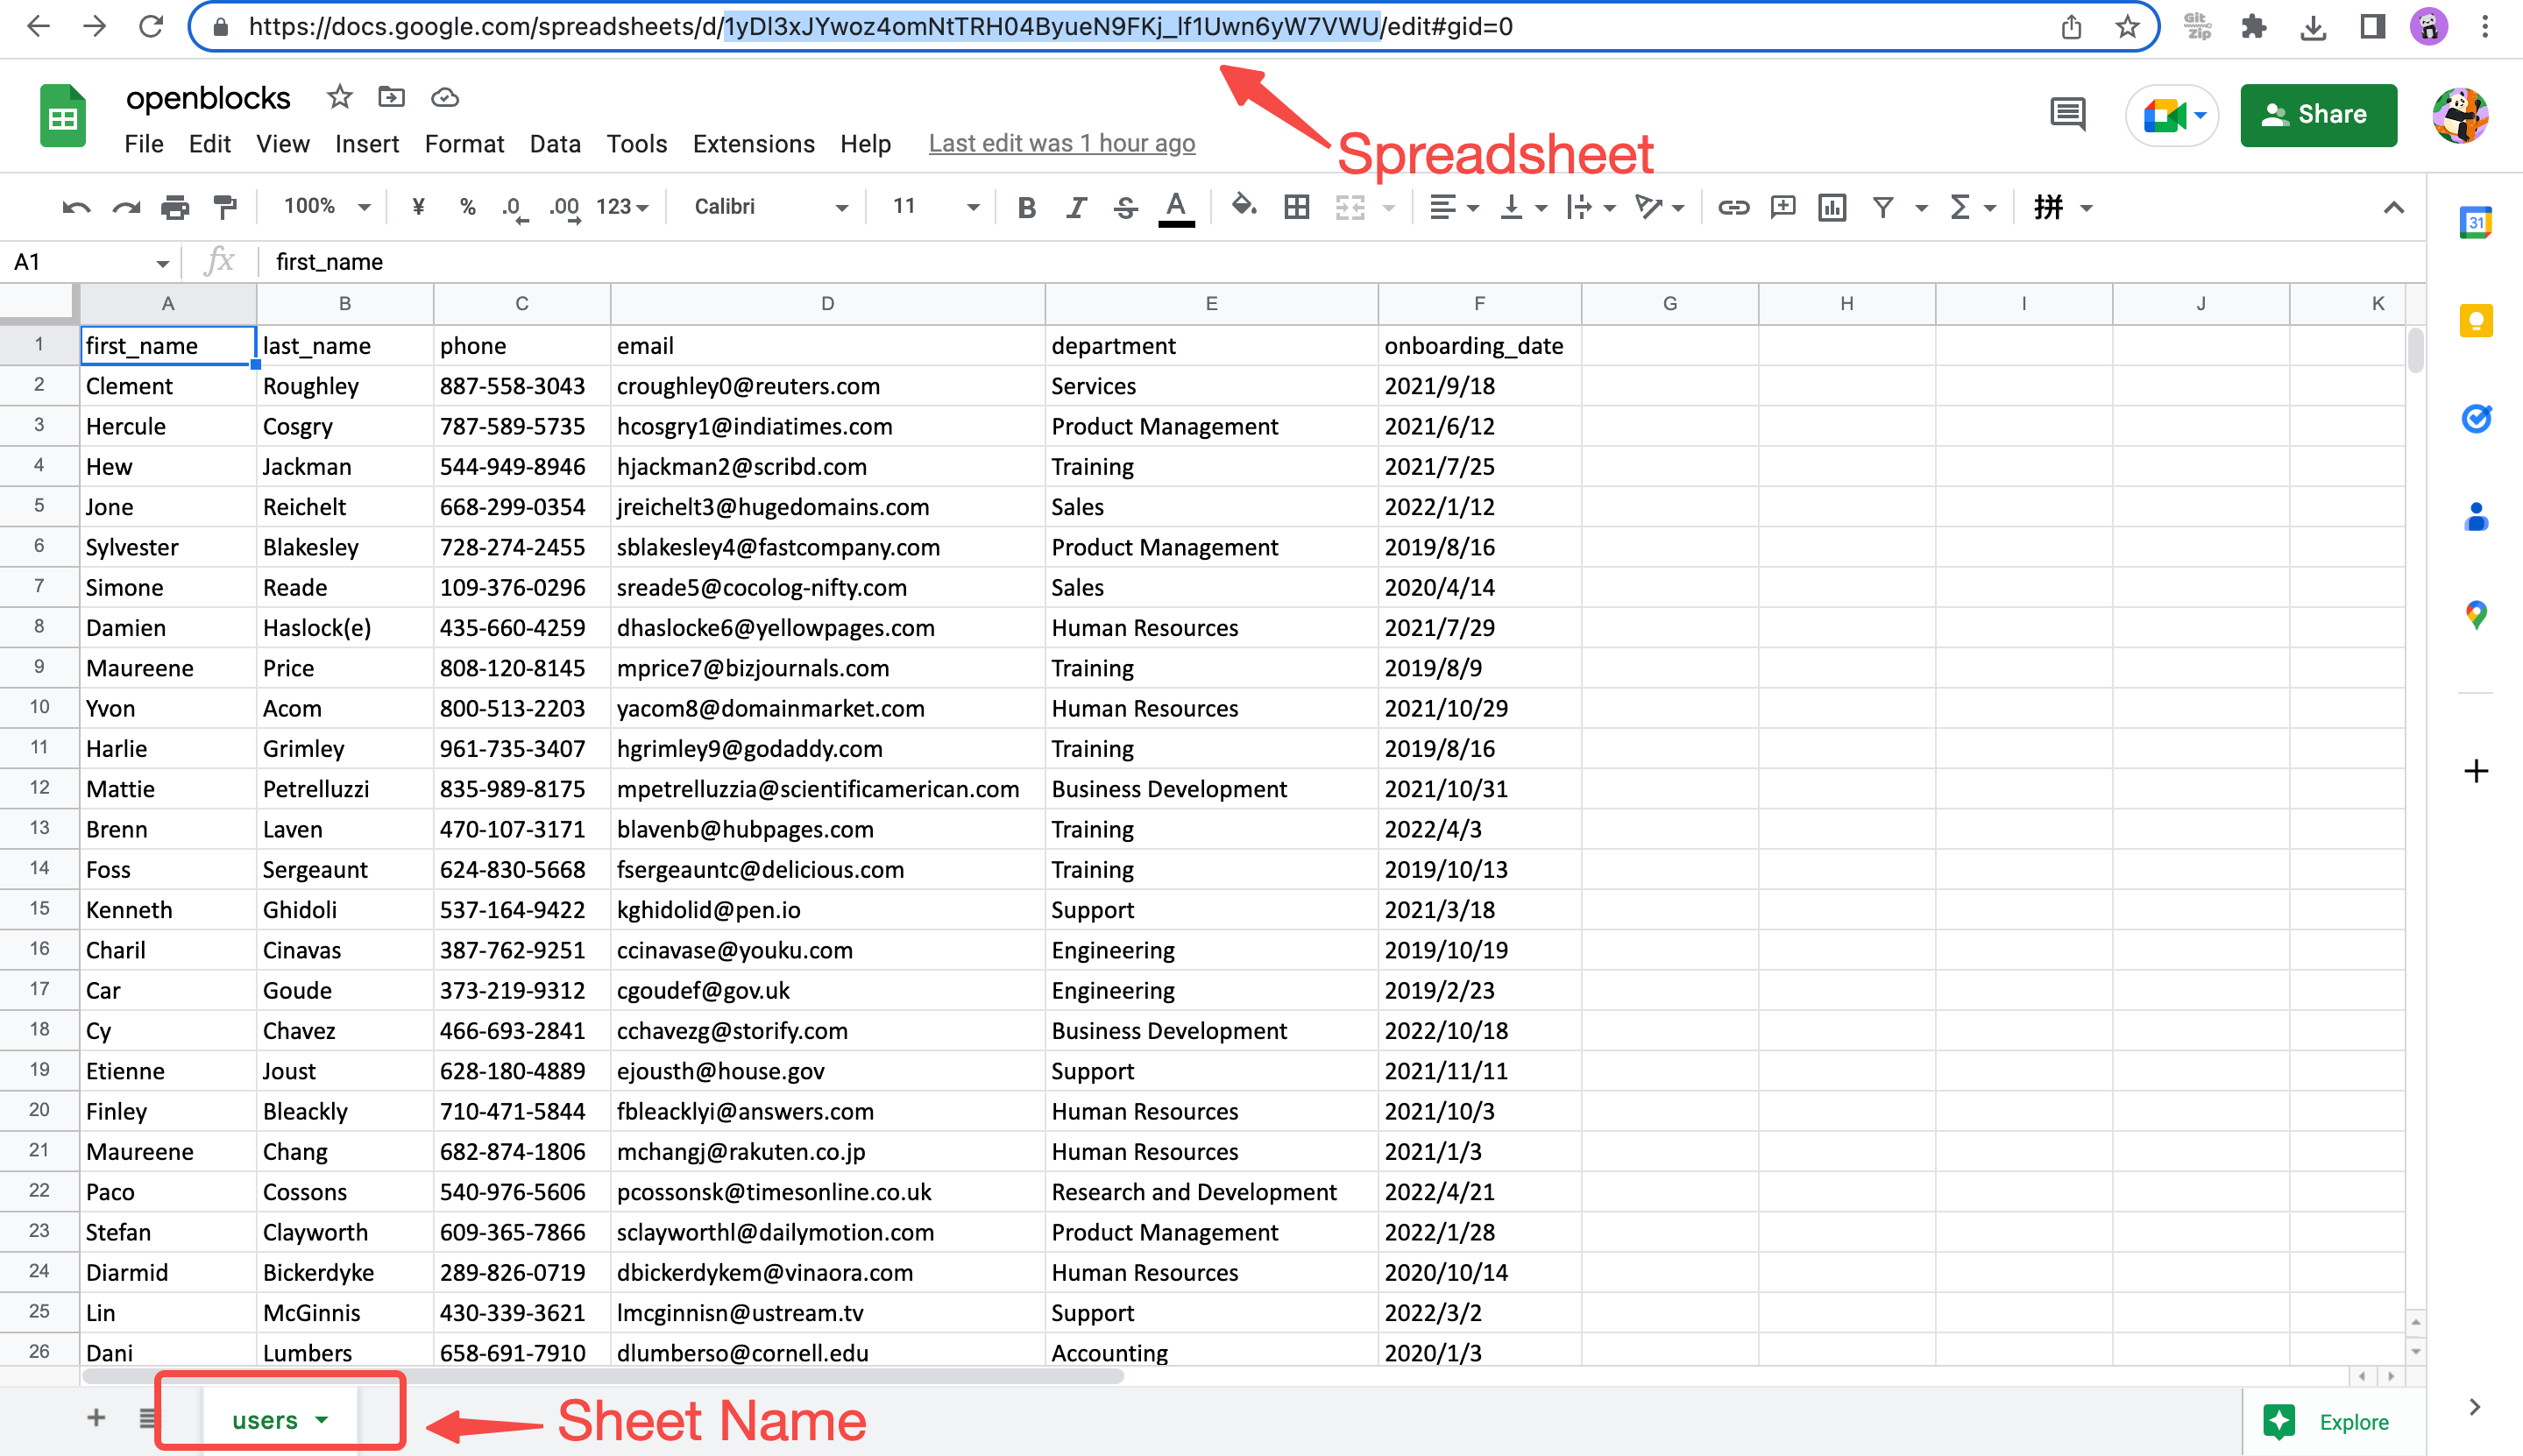 https://docs.google.com/spreadsheets/d/1yDl3xJYwoz4omNtTRH04ByueN9FKj_lf1Uwn6yW7VWU/edit#gid=0
Git Zip
openblocks
File Edit View Insert Format Data Tools Extensions Help Last edit was 1 hour ago
Share
Spreadsheet
100% ¥ % .0 .00 123 Calibri 11 B I S A 拼
31
A1 fx first_name
A B C D E F G H I J K
1 first_name last_name phone email department onboarding_date
2 Clement Roughley 887-558-3043 croughley0@reuters.com Services 2021/9/18
3 Hercule Cosgry 787-589-5735 hcosgry1@indiatimes.com Product Management 2021/6/12
4 Hew Jackman 544-949-8946 hjackman2@scribd.com Training 2021/7/25
5 Jone Reichelt 668-299-0354 jreichelt3@hugedomains.com Sales 2022/1/12
6 Sylvester Blakesley 728-274-2455 sblakesley4@fastcompany.com Product Management 2019/8/16
7 Simone Reade 109-376-0296 sreade5@cocolog-nifty.com Sales 2020/4/14
8 Damien Haslock(e) 435-660-4259 dhaslocke6@yellowpages.com Human Resources 2021/7/29
9 Maureene Price 808-120-8145 mprice7@bizjournals.com Training 2019/8/9
10 Yvon Acom 800-513-2203 yacom8@domainmarket.com Human Resources 2021/10/29
11 Harlie Grimley 961-735-3407 hgrimley9@godaddy.com Training 2019/8/16
12 Mattie Petrelluzzi 835-989-8175 mpetrelluzzia@scientificamerican.com Business Development 2021/10/31
13 Brenn Laven 470-107-3171 blavenb@hubpages.com Training 2022/4/3
14 Foss Sergeaunt 624-830-5668 fsergeauntc@delicious.com Training 2019/10/13
15 Kenneth Ghidoli 537-164-9422 kghidolid@pen.io Support 2021/3/18
16 Charil Cinavas 387-762-9251 ccinavase@youku.com Engineering 2019/10/19
17 Car Goude 373-219-9312 cgoudef@gov.uk Engineering 2019/2/23
18 Cy Chavez 466-693-2841 cchavezg@storify.com Business Development 2022/10/18
19 Etienne Joust 628-180-4889 ejousth@house.gov Support 2021/11/11
20 Finley Bleackly 710-471-5844 fbleacklyi@answers.com Human Resources 2021/10/3
21 Maureene Chang 682-874-1806 mchangj@rakuten.co.jp Human Resources 2021/1/3
22 Paco Cossons 540-976-5606 pcossonsk@timesonline.co.uk Research and Development 2022/4/21
23 Stefan Clayworth 609-365-7866 sclayworthl@dailymotion.com Product Management 2022/1/28
24 Diarmid Bickerdyke 289-826-0719 dbickerdykem@vinaora.com Human Resources 2020/10/14
25 Lin McGinnis 430-339-3621 lmcginnisn@ustream.tv Support 2022/3/2
26 Dani Lumbers 658-691-7910 dlumberso@cornell.edu Accounting 2020/1/3
users
Sheet Name
Explore